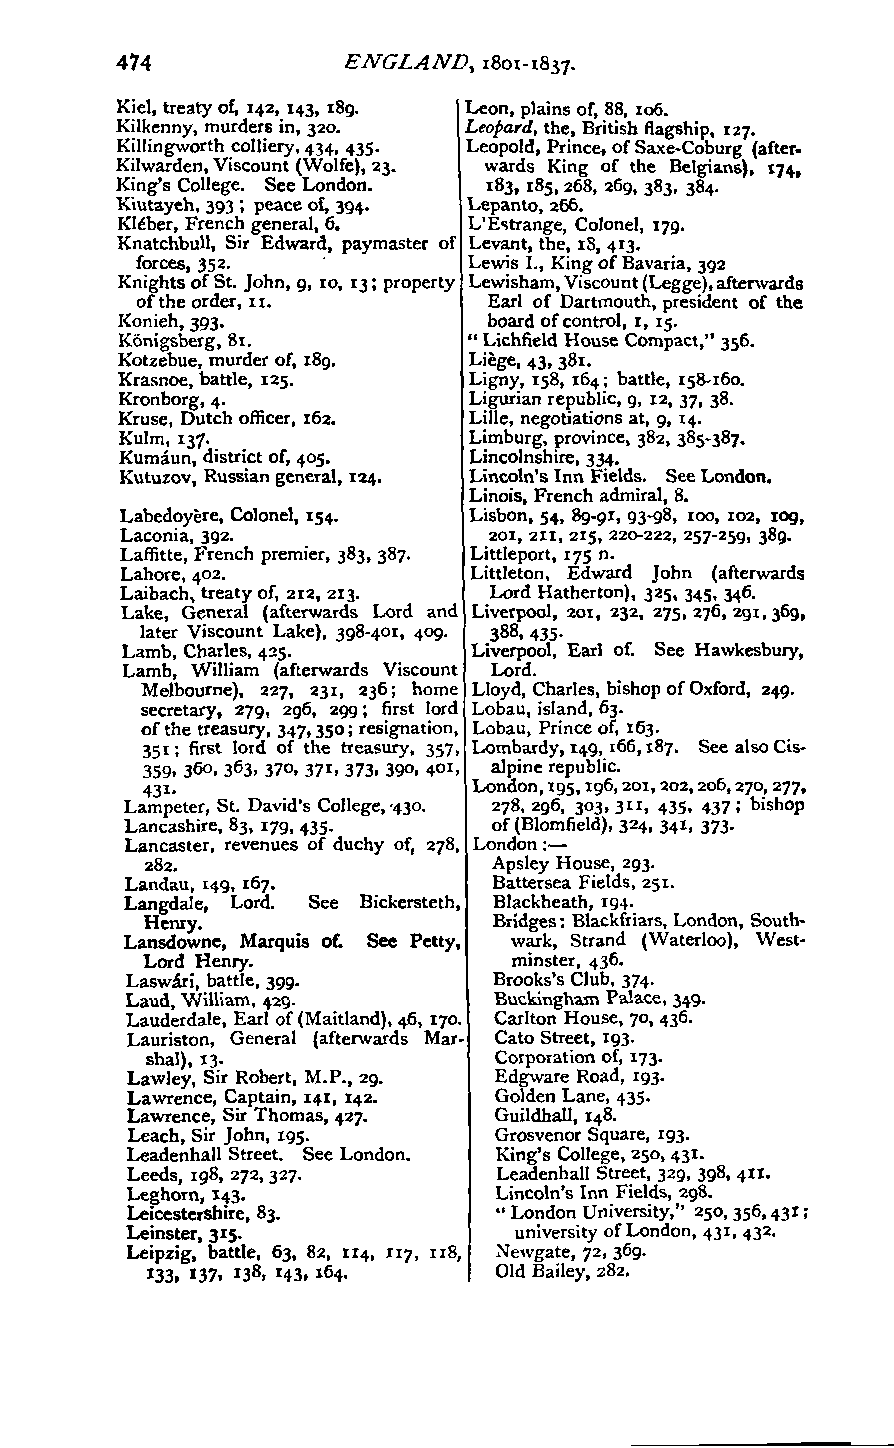 474 ENGLAND, 1801-1837.
Kiel, treaty of, 142, 143, 189.
Kilkenny, murders in, 320.
Killingworth colliery, 434, 435.
Kilwarden, Viscount (Wolfe), 23.
King's College. See London.
Kiutayeh, 393; peace of, 394.
Kléber, French general, 6.
Knatchbull, Sir Edward, paymaster of
forces, 352.
Knights of St. John, 9, 10, 13; property
of the order, 11.
Konieh, 393.
Königsberg, 81.
Kotzebue, murder of, 189.
Krasnoe, battle, 125.
Kronborg, 4.
Kruse, Dutch officer, 162.
Kulm, 137.
Kumáun, district of, 405.
Kutuzov, Russian general, 124.
Labedoyère, Colonel, 154.
Laconia, 392.
Laffitte, French premier, 383, 387.
Lahore, 402.
Laibach, treaty of, 212, 213.
Lake, General (afterwards Lord and
later Viscount Lake), 398-401, 409.
Lamb, Charles, 425.
Lamb, William (afterwards Viscount
Melbourne), 227, 231, 236; home
secretary, 279, 296, 299; first lord
of the treasury, 347, 350; resignation,
351; first lord of the treasury, 357,
359, 360, 363, 370, 371, 373, 390, 401,
431.
Lampeter, St. David's College, 430.
Lancashire, 83, 179, 435.
Lancaster, revenues of duchy of, 278,
282.
Landau, 149, 167.
Langdale, Lord. See Bickersteth,
Henry.
Lansdowne, Marquis of. See Petty,
Lord Henry.
Laswári, battle, 399.
Laud, William, 429.
Lauderdale, Earl of (Maitland), 46, 170.
Lauriston, General (afterwards Mar-
shal), 13.
Lawley, Sir Robert, M.P., 29.
Lawrence, Captain, 141, 142.
Lawrence, Sir Thomas, 427.
Leach, Sir John, 195.
Leadenhall Street. See London.
Leeds, 198, 272, 327.
Leghorn, 143.
Leicestershire, 83.
Leinster, 315.
Leipzig, battle, 63, 82, 114, 117, 118,
133, 137, 138, 143, 164.
Leon, plains of, 88, 106.
Leopard, the, British flagship, 127.
Leopold, Prince, of Saxe-Coburg (after-
wards King of the Belgians), 174,
183, 185, 268, 269, 383, 384.
Lepanto, 266.
L'Estrange, Colonel, 179.
Levant, the, 18, 413.
Lewis I., King of Bavaria, 392
Lewisham, Viscount (Legge), afterwards
Earl of Dartmouth, president of the
board of control, 1, 15.
"Lichfield House Compact," 356.
Liège, 43, 381.
Ligny, 158, 164; battle, 158-160.
Ligurian republic, 9, 12, 37, 38.
Lille, negotiations at, 9, 14.
Limburg, province, 382, 385-387.
Lincolnshire, 334.
Lincoln's Inn Fields. See London.
Linois, French admiral, 8.
Lisbon, 54, 89-91, 93-98, 100, 102, 109,
201, 211, 215, 220-222, 257-259, 389.
Littleport, 175 n.
Littleton, Edward John (afterwards
Lord Hatherton), 325, 345, 346.
Liverpool, 201, 232, 275, 276, 291, 369,
388, 435.
Liverpool, Earl of. See Hawkesbury,
Lord.
Lloyd, Charles, bishop of Oxford, 249.
Lobau, island, 63.
Lobau, Prince of, 163.
Lombardy, 149, 166, 187. See also Cis-
alpine republic.
London, 195, 196, 201, 202, 206, 270, 277,
278, 296, 303, 311, 435, 437; bishop
of (Blomfield), 324, 341, 373.
London:—
Apsley House, 293.
Battersea Fields, 251.
Blackheath, 194.
Bridges: Blackfriars, London, South-
wark, Strand (Waterloo), West-
minster, 436.
Brooks's Club, 374.
Buckingham Palace, 349.
Carlton House, 70, 436.
Cato Street, 193.
Corporation of, 173.
Edgware Road, 193.
Golden Lane, 435.
Guildhall, 148.
Grosvenor Square, 193.
King's College, 250, 431.
Leadenhall Street, 329, 398, 411.
Lincoln's Inn Fields, 298.
"London University," 250, 356, 431;
university of London, 431, 432.
Newgate, 72, 369.
Old Bailey, 282.